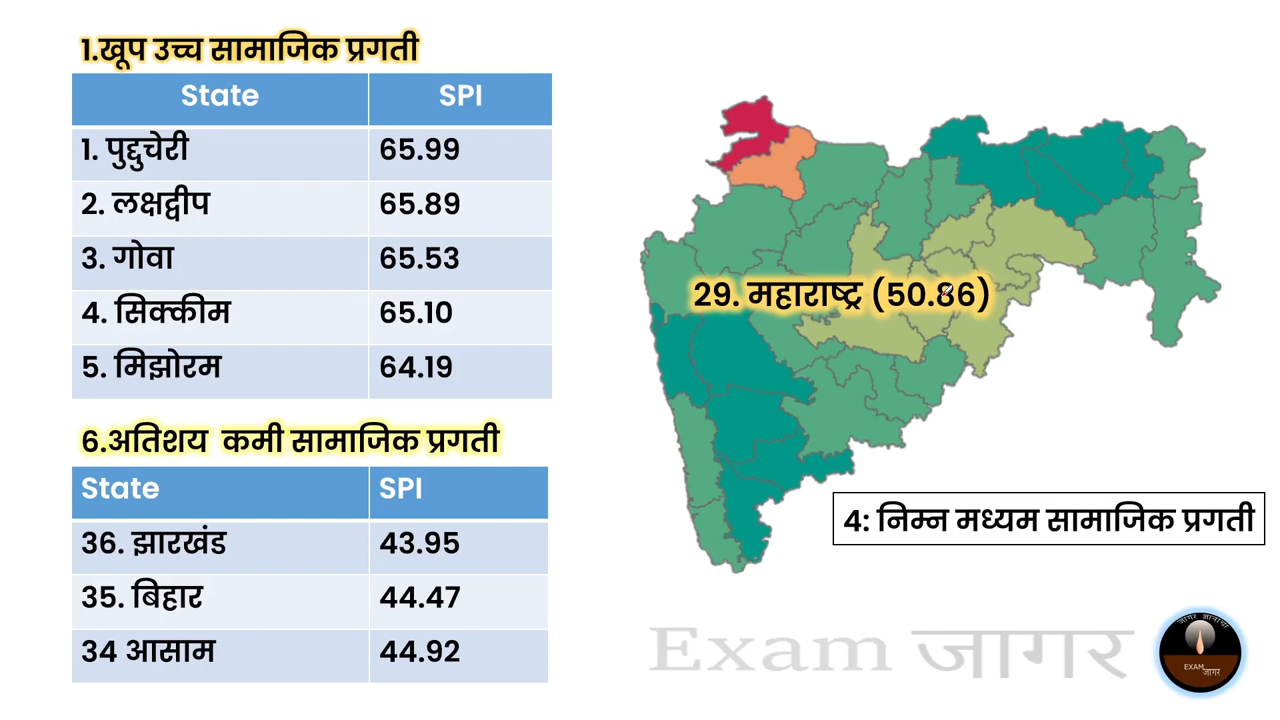 1.खूप उच्च सामाजिक प्रगती
State SPI
1. पुद्दुचेरी 65.99
2. लक्षद्वीप 65.89
3. गोवा 65.53
4. सिक्कीम 65.10
5. मिझोरम 64.19
6.अतिशय कमी सामाजिक प्रगती
State SPI
36. झारखंड 43.95
35. बिहार 44.47
34 आसाम 44.92
29. महाराष्ट्र (50.86)
4: निम्न मध्यम सामाजिक प्रगती
Exam जागर
EXAM
जागर